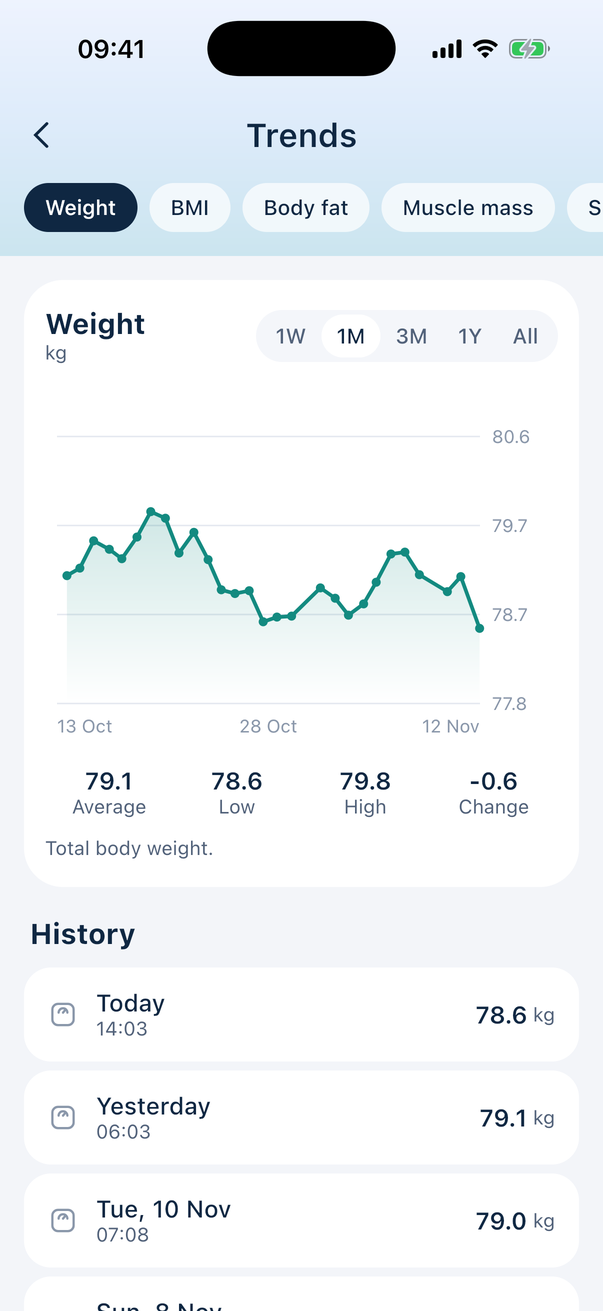 09:41
Trends
Weight BMI Body fat Muscle mass S
Weight
kg
1W 1M 3M 1Y All
80.6
79.7
78.7
77.8
13 Oct 28 Oct 12 Nov
79.1 78.6 79.8 -0.6
Average Low High Change
Total body weight.
History
Today
14:03
78.6 kg
Yesterday
06:03
79.1 kg
Tue, 10 Nov
07:08
79.0 kg
Sun, 8 Nov